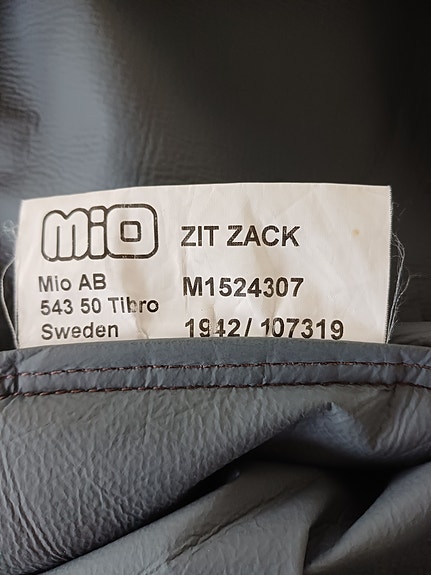 mio
ZIT ZACK
Mio AB
M1524307
543 50 Tibro
Sweden
1942/107319